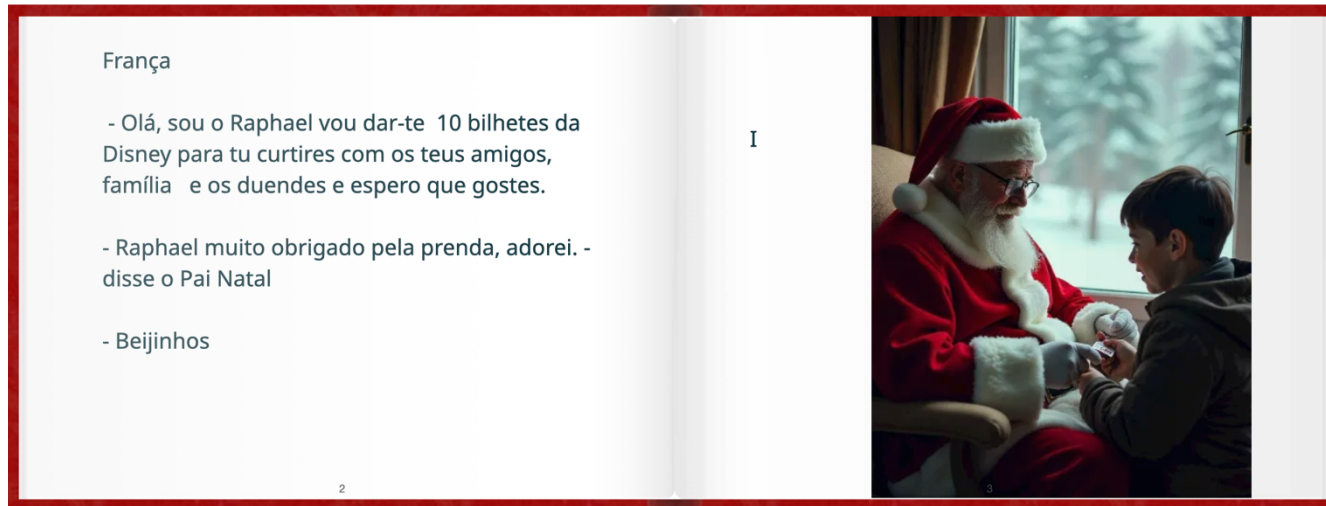 França
- Olá, sou o Raphael vou dar-te 10 bilhetes da
Disney para tu curtires com os teus amigos,
família e os duendes e espero que gostes.
- Raphael muito obrigado pela prenda, adorei. -
disse o Pai Natal
- Beijinhos
2
3